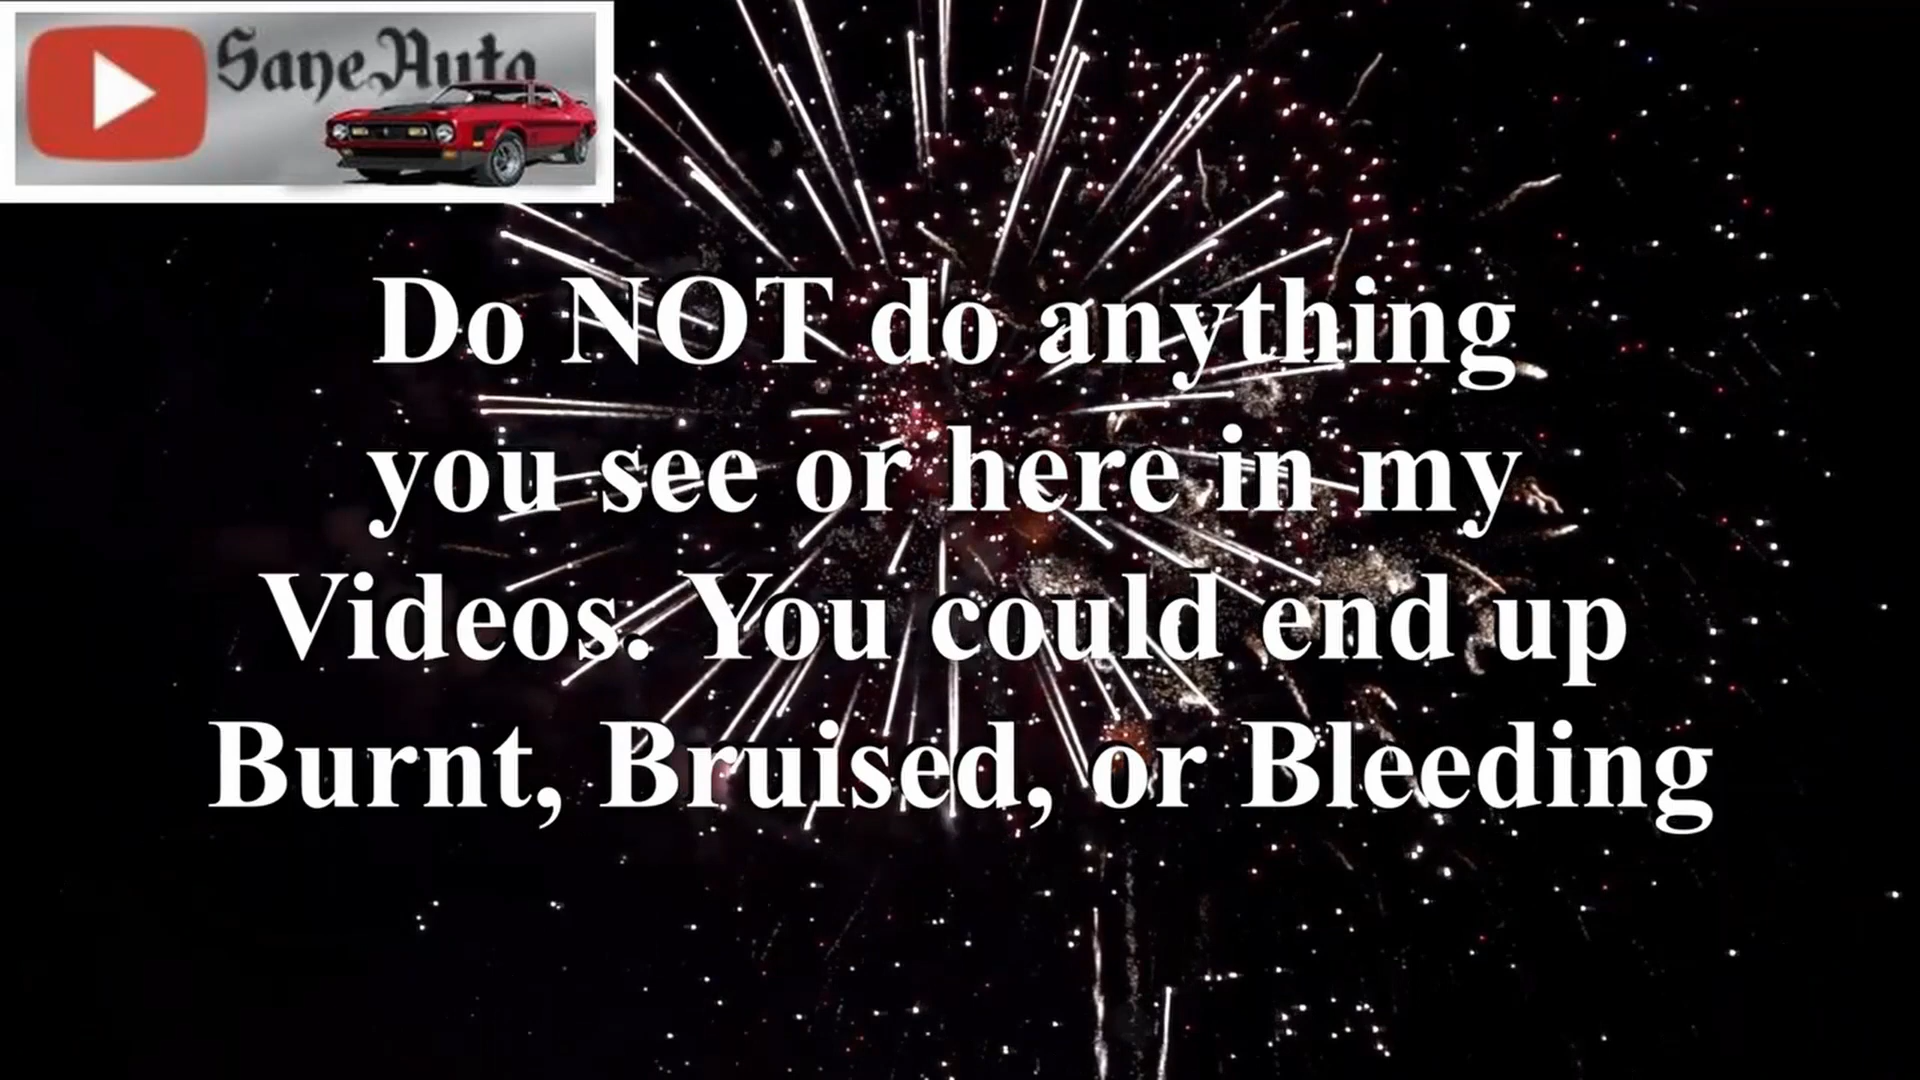 SaneAuto
Do NOT do anything
you see or here in my
Videos. You could end up
Burnt, Bruised, or Bleeding